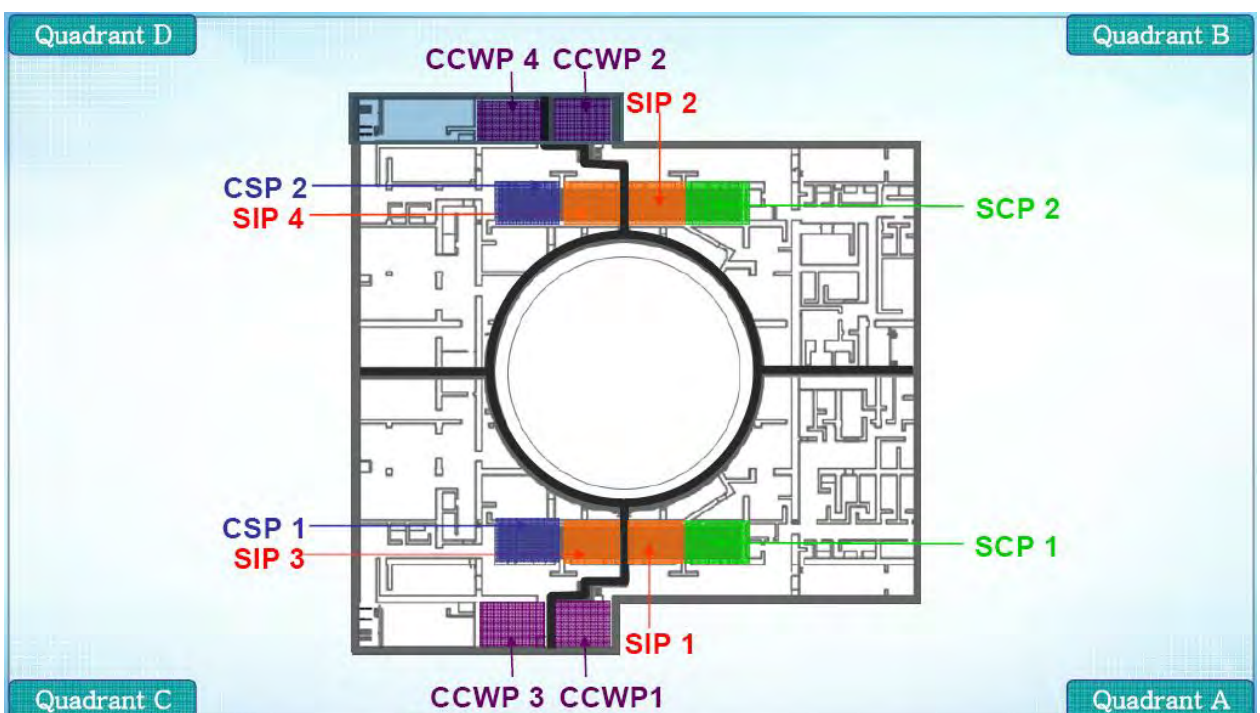 Quadrant D
Quadrant B
CCWP 4 CCWP 2
SIP 2
CSP 2
SIP 4
SCP 2
CSP 1
SIP 3
SCP 1
SIP 1
CCWP 3 CCWP1
Quadrant C
Quadrant A